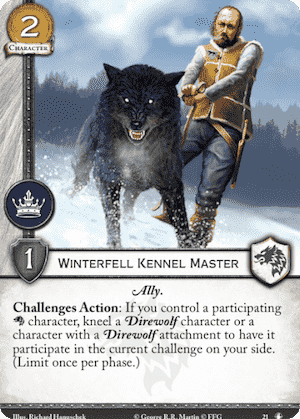 2
CHARACTER
1
WINTERFELL KENNEL MASTER
Ally.
Challenges Action: If you control a participating
character, kneel a Direwolf character or a
character with a Direwolf attachment to have it
participate in the current challenge on your side.
(Limit once per phase.)
Illus. Richard Hanuschek © George R.R. Martin © FFG 21